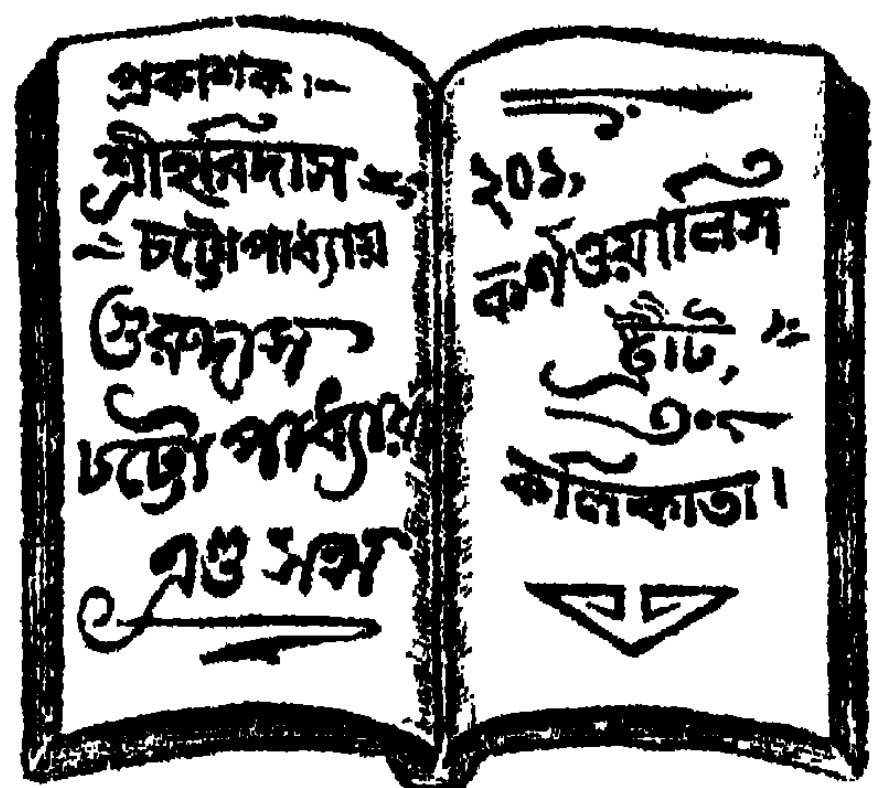 প্রকাশক :—
শ্রীহরিদাস
চট্টোপাধ্যায়
গুরুদাস
চট্টোপাধ্যায়
এণ্ড সন্স
২০১,
কর্ণওয়ালিস
ষ্ট্রীট,
কলিকাতা।